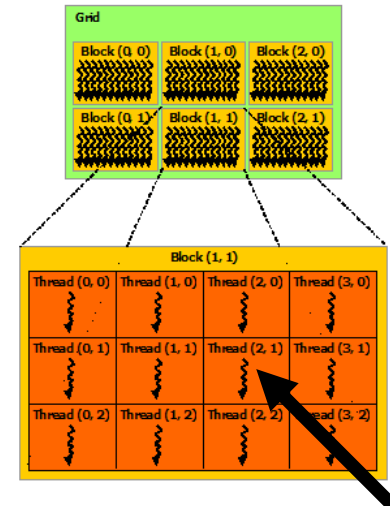 Grid
Block (0, 0) Block (1, 0) Block (2, 0)
Block (0, 1) Block (1, 1) Block (2, 1)
Block (1, 1)
Thread (0, 0) Thread (1, 0) Thread (2, 0) Thread (3, 0)
Thread (0, 1) Thread (1, 1) Thread (2, 1) Thread (3, 1)
Thread (0, 2) Thread (1, 2) Thread (2, 2) Thread (3, 2)